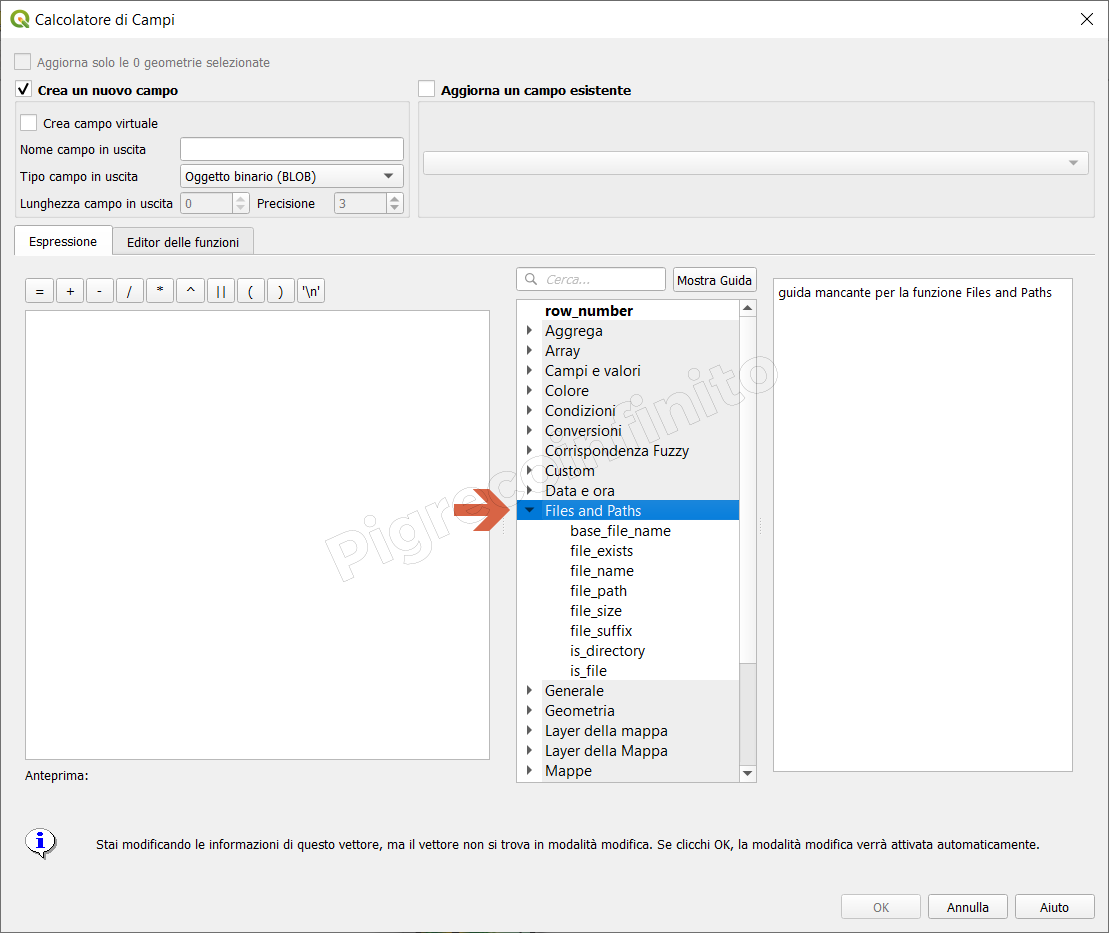 Calcolatore di Campi
Aggiorna solo le 0 geometrie selezionate
Crea un nuovo campo
Aggiorna un campo esistente
Crea campo virtuale
Nome campo in uscita
Tipo campo in uscita Oggetto binario (BLOB)
Lunghezza campo in uscita 0 Precisione 3
Espressione Editor delle funzioni
= + - / * ^ || ( ) '\n'
Cerca... Mostra Guida
row_number
Aggrega
Array
Campi e valori
Colore
Condizioni
Conversioni
Corrispondenza Fuzzy
Custom
Data e ora
Files and Paths
base_file_name
file_exists
file_name
file_path
file_size
file_suffix
is_directory
is_file
Generale
Geometria
Layer della mappa
Layer della Mappa
Mappe
guida mancante per la funzione Files and Paths
Pigrecoinfinito
Anteprima:
Stai modificando le informazioni di questo vettore, ma il vettore non si trova in modalità modifica. Se clicchi OK, la modalità modifica verrà attivata automaticamente.
OK Annulla Aiuto